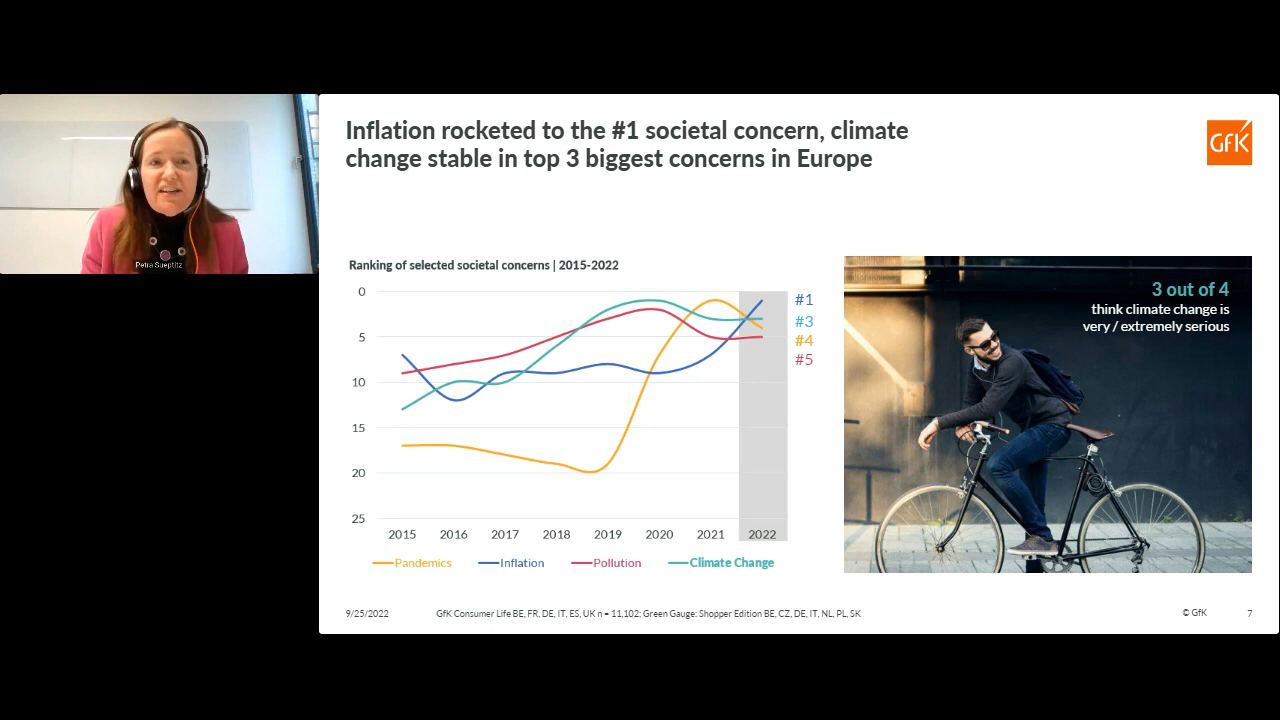 Petra Sueptitz
Inflation rocketed to the #1 societal concern, climate
change stable in top 3 biggest concerns in Europe
GfK
Ranking of selected societal concerns | 2015-2022
0
5
10
15
20
25
2015 2016 2017 2018 2019 2020 2021 2022
#1
#3
#4
#5
Pandemics Inflation Pollution Climate Change
3 out of 4
think climate change is
very / extremely serious
9/25/2022 GfK Consumer Life BE, FR, DE, IT, ES, UK n = 11,102; Green Gauge: Shopper Edition BE, CZ, DE, IT, NL, PL, SK © GfK 7